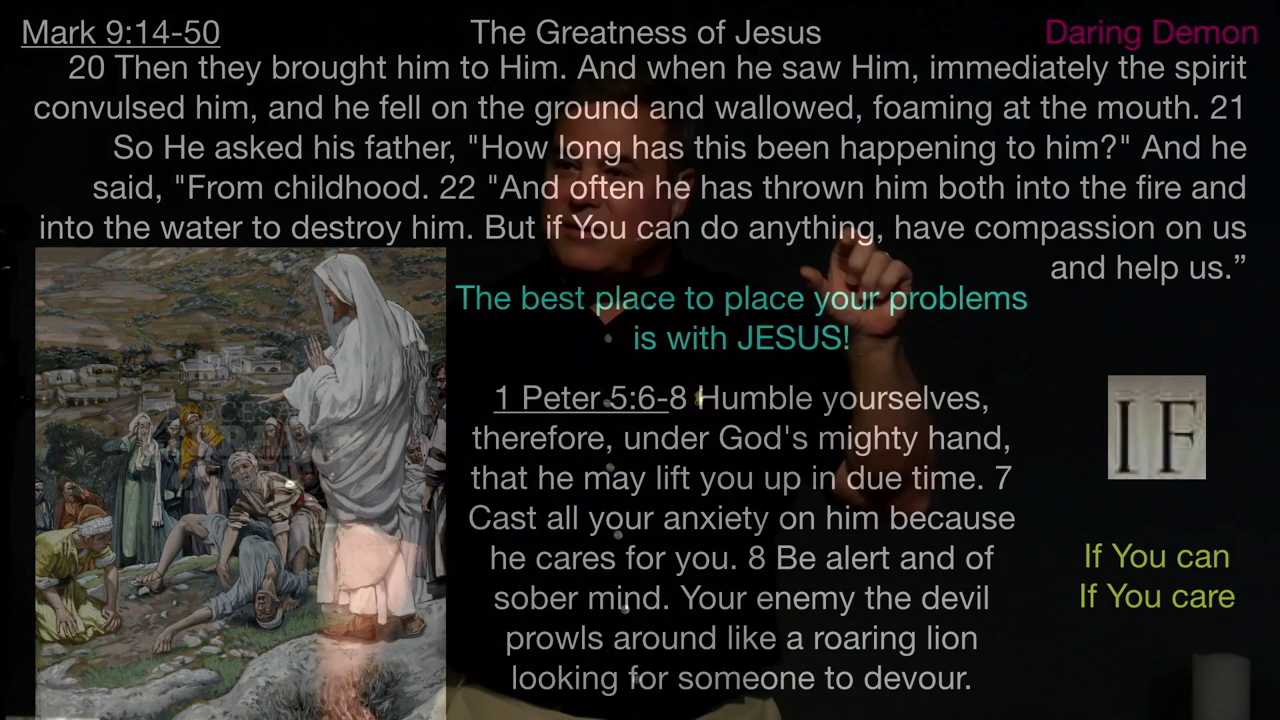 Mark 9:14-50
The Greatness of Jesus
Daring Demon
20 Then they brought him to Him. And when he saw Him, immediately the spirit
convulsed him, and he fell on the ground and wallowed, foaming at the mouth. 21
So He asked his father, "How long has this been happening to him?" And he
said, "From childhood. 22 "And often he has thrown him both into the fire and
into the water to destroy him. But if You can do anything, have compassion on us
and help us.”
The best place to place your problems
is with JESUS!
1 Peter 5:6-8 Humble yourselves,
therefore, under God's mighty hand,
that he may lift you up in due time. 7
Cast all your anxiety on him because
he cares for you. 8 Be alert and of
sober mind. Your enemy the devil
prowls around like a roaring lion
looking for someone to devour.
IF
If You can
If You care